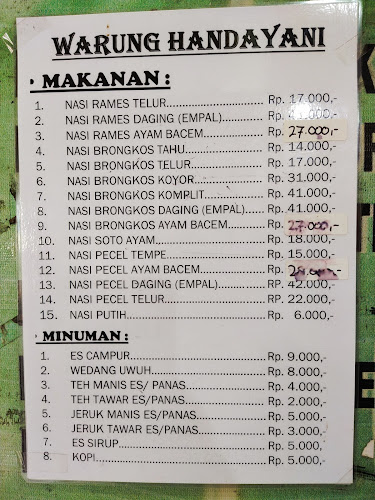 WARUNG HANDAYANI
MAKANAN :
1. NASI RAMES TELUR.............................. Rp. 17.000,-
2. NASI RAMES DAGING (EMPAL)............. Rp.
3. NASI RAMES AYAM BACEM.................. Rp. 27.000,-
4. NASI BRONGKOS TAHU........................ Rp. 14.000,-
5. NASI BRONGKOS TELUR...................... Rp. 17.000,-
6. NASI BRONGKOS KOYOR..................... Rp. 31.000,-
7. NASI BRONGKOS KOMPLIT.................. Rp. 41.000,-
8. NASI BRONGKOS DAGING (EMPAL)..... Rp. 41.000,-
9. NASI BRONGKOS AYAM BACEM........... Rp. 27.000,-
10. NASI SOTO AYAM................................. Rp. 18.000,-
11. NASI PECEL TEMPE............................. Rp. 15.000,-
12. NASI PECEL AYAM BACEM................... Rp.
13. NASI PECEL DAGING (EMPAL).............. RP. 42.000,-
14. NASI PECEL TELUR.............................. RP. 22.000,-
15. NASI PUTIH.......................................... RP. 6.000,-
MINUMAN :
1. ES CAMPUR......................................... Rp. 9.000,-
2. WEDANG UWUH................................... Rp. 8.000,-
3. TEH MANIS ES/ PANAS........................ Rp. 4.000,-
4. TEH TAWAR ES/ PANAS....................... Rp. 2.000,-
5. JERUK MANIS ES/PANAS.................... Rp. 5.000,-
6. JERUK TAWAR ES/PANAS.................... Rp. 3.000,-
7. ES SIRUP............................................. Rp. 5.000,-
8. KOPI.................................................... Rp. 5.000,-